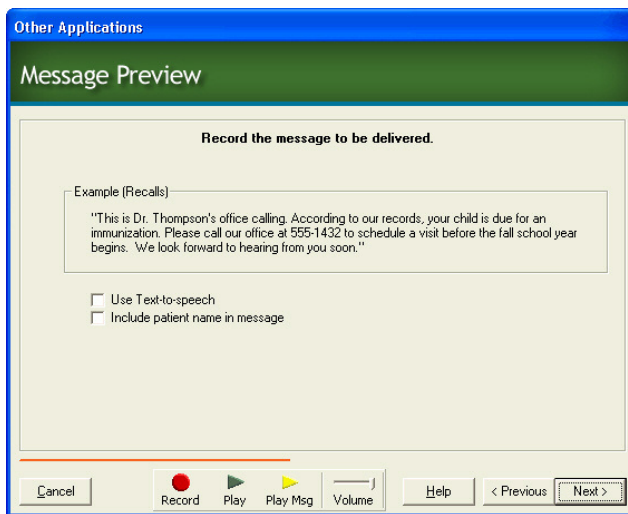 Other Applications
Message Preview
Record the message to be delivered.
Example (Recalls)
"This is Dr. Thompson's office calling. According to our records, your child is due for an
immunization. Please call our office at 555-1432 to schedule a visit before the fall school year
begins.  We look forward to hearing from you soon."
Use Text-to-speech
Include patient name in message
Cancel
Record
Play
Play Msg
Volume
Help
< Previous
Next >